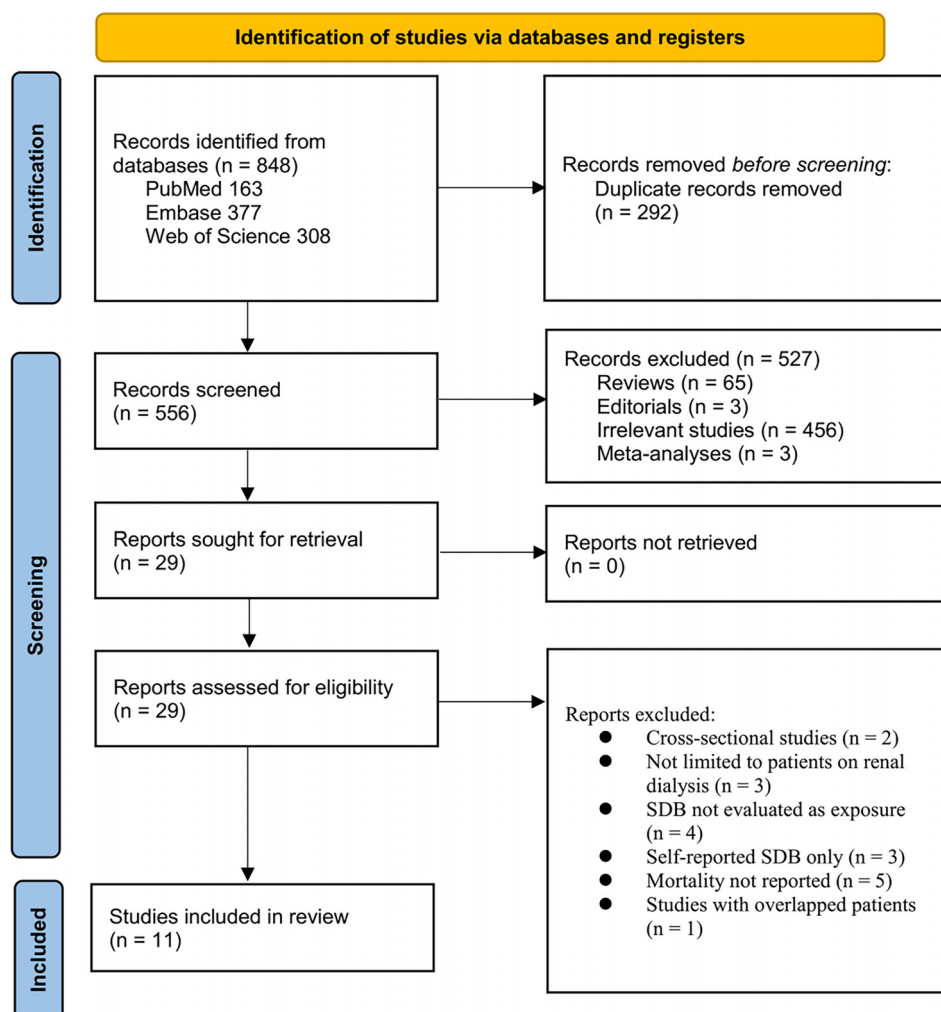 Identification of studies via databases and registers
Identification
Records identified from
databases (n = 848)
PubMed 163
Embase 377
Web of Science 308
Records removed before screening:
Duplicate records removed
(n = 292)
Screening
Records screened
(n = 556)
Records excluded (n = 527)
Reviews (n = 65)
Editorials (n = 3)
Irrelevant studies (n = 456)
Meta-analyses (n = 3)
Reports sought for retrieval
(n = 29)
Reports not retrieved
(n = 0)
Reports assessed for eligibility
(n = 29)
Reports excluded:
● Cross-sectional studies (n = 2)
● Not limited to patients on renal
dialysis (n = 3)
● SDB not evaluated as exposure
(n = 4)
● Self-reported SDB only (n = 3)
● Mortality not reported (n = 5)
● Studies with overlapped patients
(n = 1)
Included
Studies included in review
(n = 11)